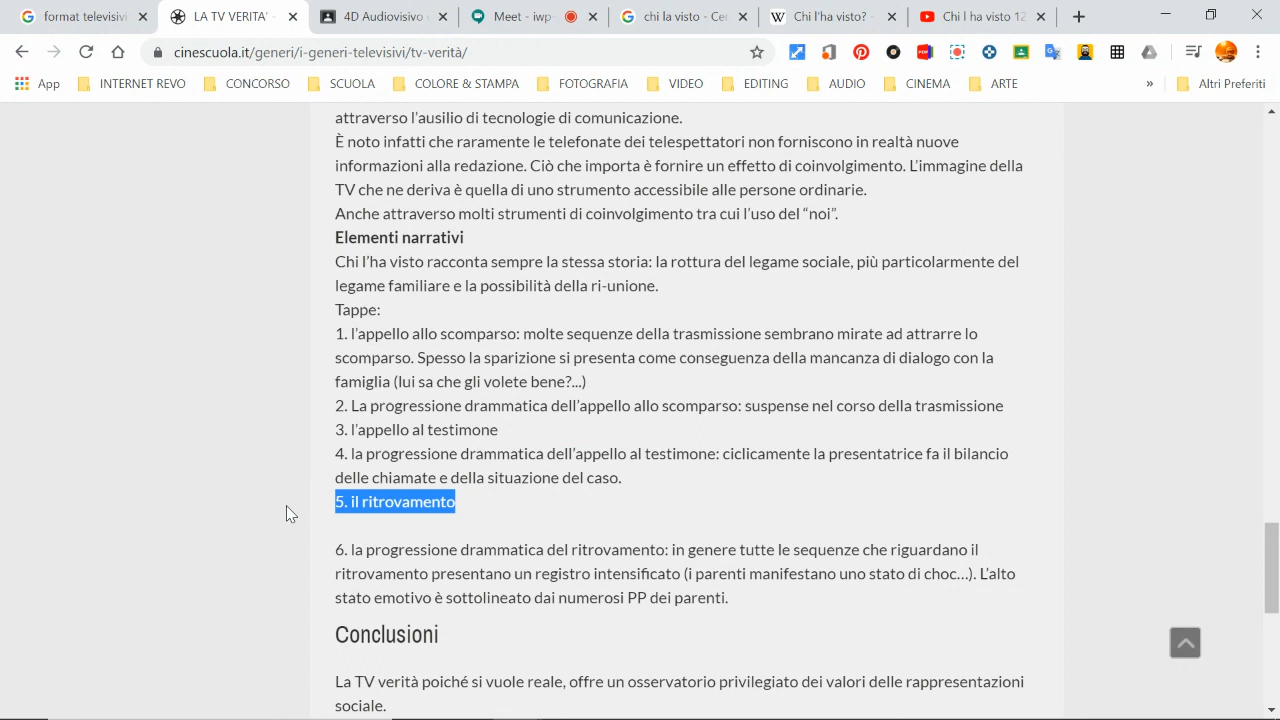 format televisivi
LA TV VERITA' -
4D Audiovisivo e
Meet - iwp-
chi la visto - Cer
Chi l'ha visto? -
Chi l ha visto 12
cinescuola.it/generi/i-generi-televisivi/tv-verità/
App
INTERNET REVO
CONCORSO
SCUOLA
COLORE & STAMPA
FOTOGRAFIA
VIDEO
EDITING
AUDIO
CINEMA
ARTE
»
Altri Preferiti
attraverso l'ausilio di tecnologie di comunicazione.
È noto infatti che raramente le telefonate dei telespettatori non forniscono in realtà nuove
informazioni alla redazione. Ciò che importa è fornire un effetto di coinvolgimento. L'immagine della
TV che ne deriva è quella di uno strumento accessibile alle persone ordinarie.
Anche attraverso molti strumenti di coinvolgimento tra cui l'uso del “noi”.
Elementi narrativi
Chi l'ha visto racconta sempre la stessa storia: la rottura del legame sociale, più particolarmente del
legame familiare e la possibilità della ri-unione.
Tappe:
1. l'appello allo scomparso: molte sequenze della trasmissione sembrano mirate ad attrarre lo
scomparso. Spesso la sparizione si presenta come conseguenza della mancanza di dialogo con la
famiglia (lui sa che gli volete bene?...)
2. La progressione drammatica dell'appello allo scomparso: suspense nel corso della trasmissione
3. l'appello al testimone
4. la progressione drammatica dell'appello al testimone: ciclicamente la presentatrice fa il bilancio
delle chiamate e della situazione del caso.
5. il ritrovamento
6. la progressione drammatica del ritrovamento: in genere tutte le sequenze che riguardano il
ritrovamento presentano un registro intensificato (i parenti manifestano uno stato di choc…). L'alto
stato emotivo è sottolineato dai numerosi PP dei parenti.
Conclusioni
La TV verità poiché si vuole reale, offre un osservatorio privilegiato dei valori delle rappresentazioni
sociale.